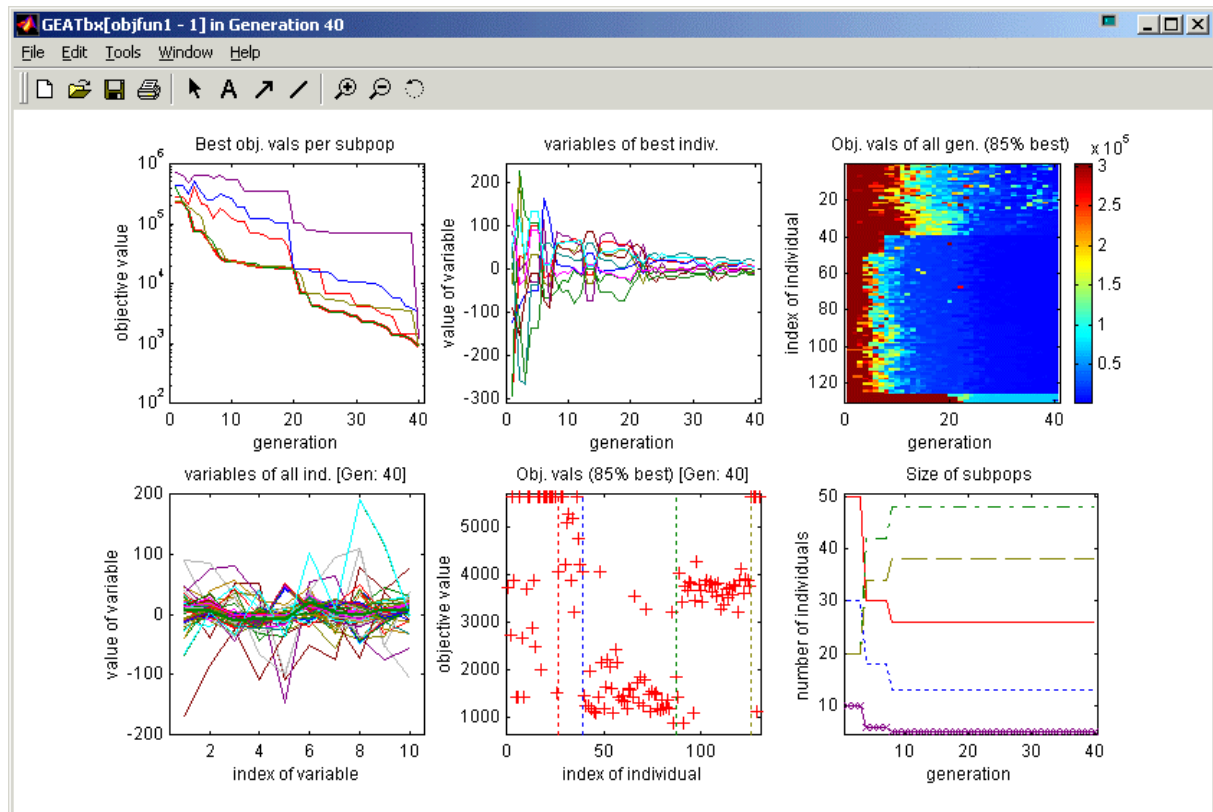 GEATbx[objfun1 - 1] in Generation 40
File Edit Tools Window Help
A
Best obj. vals per subpop
10^6
10^5
10^4
10^3
10^2
0 10 20 30 40
objective value
generation
variables of best indiv.
200
100
0
-100
-200
-300
0 10 20 30 40
value of variable
generation
Obj. vals of all gen. (85% best)
20
40
60
80
100
120
0 10 20 30 40
index of individual
generation
x 10^5
3
2.5
2
1.5
1
0.5
variables of all ind. [Gen: 40]
200
100
0
-100
-200
2 4 6 8 10
value of variable
index of variable
Obj. vals (85% best) [Gen: 40]
5000
4000
3000
2000
1000
0 50 100
objective value
index of individual
Size of subpops
50
40
30
20
10
10 20 30 40
number of individuals
generation